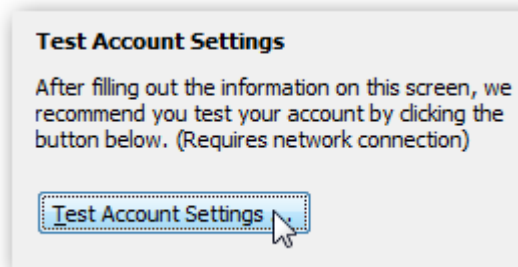 Test Account Settings
After filling out the information on this screen, we
recommend you test your account by clicking the
button below. (Requires network connection)
Test Account Settings ...